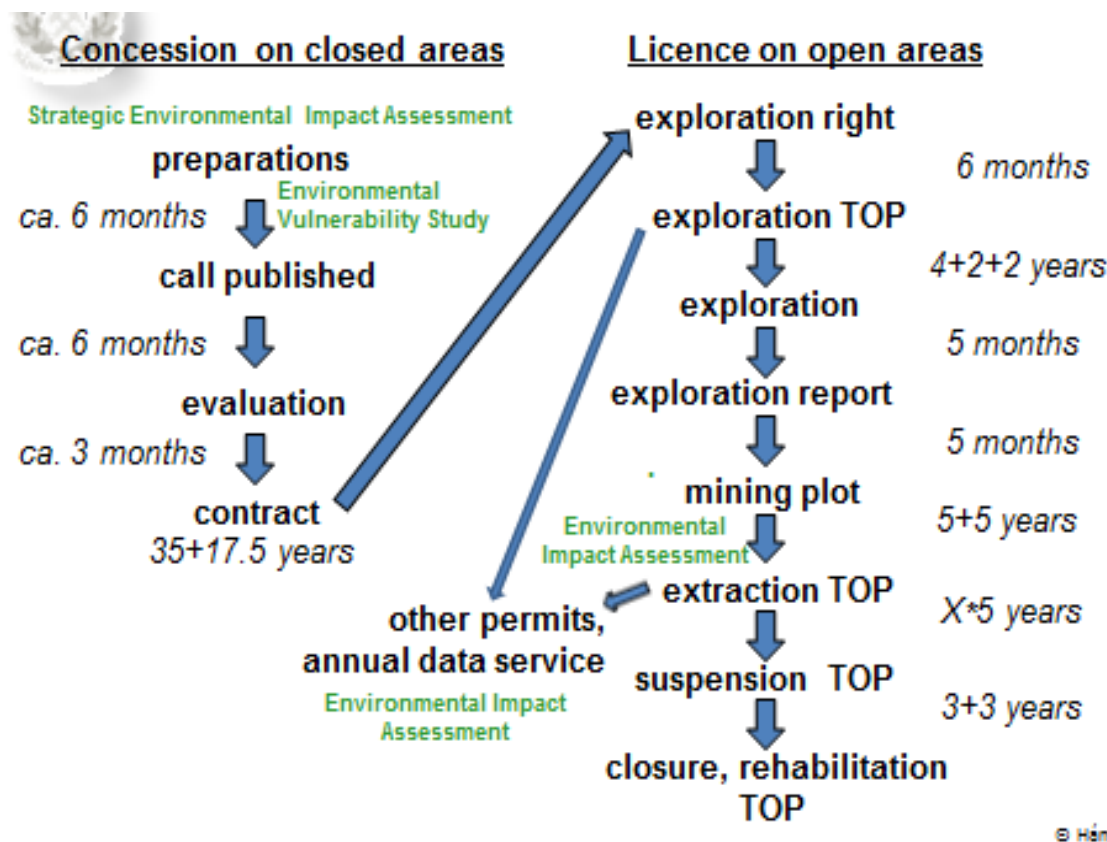 Concession on closed areas
Strategic Environmental Impact Assessment
preparations
ca. 6 months
Environmental
Vulnerability Study
call published
ca. 6 months
evaluation
ca. 3 months
contract
35+17.5 years
Licence on open areas
exploration right
6 months
exploration TOP
4+2+2 years
exploration
5 months
exploration report
5 months
mining plot
5+5 years
Environmental
Impact Assessment
extraction TOP
X*5 years
other permits,
annual data service
Environmental Impact
Assessment
suspension TOP
3+3 years
closure, rehabilitation
TOP
©